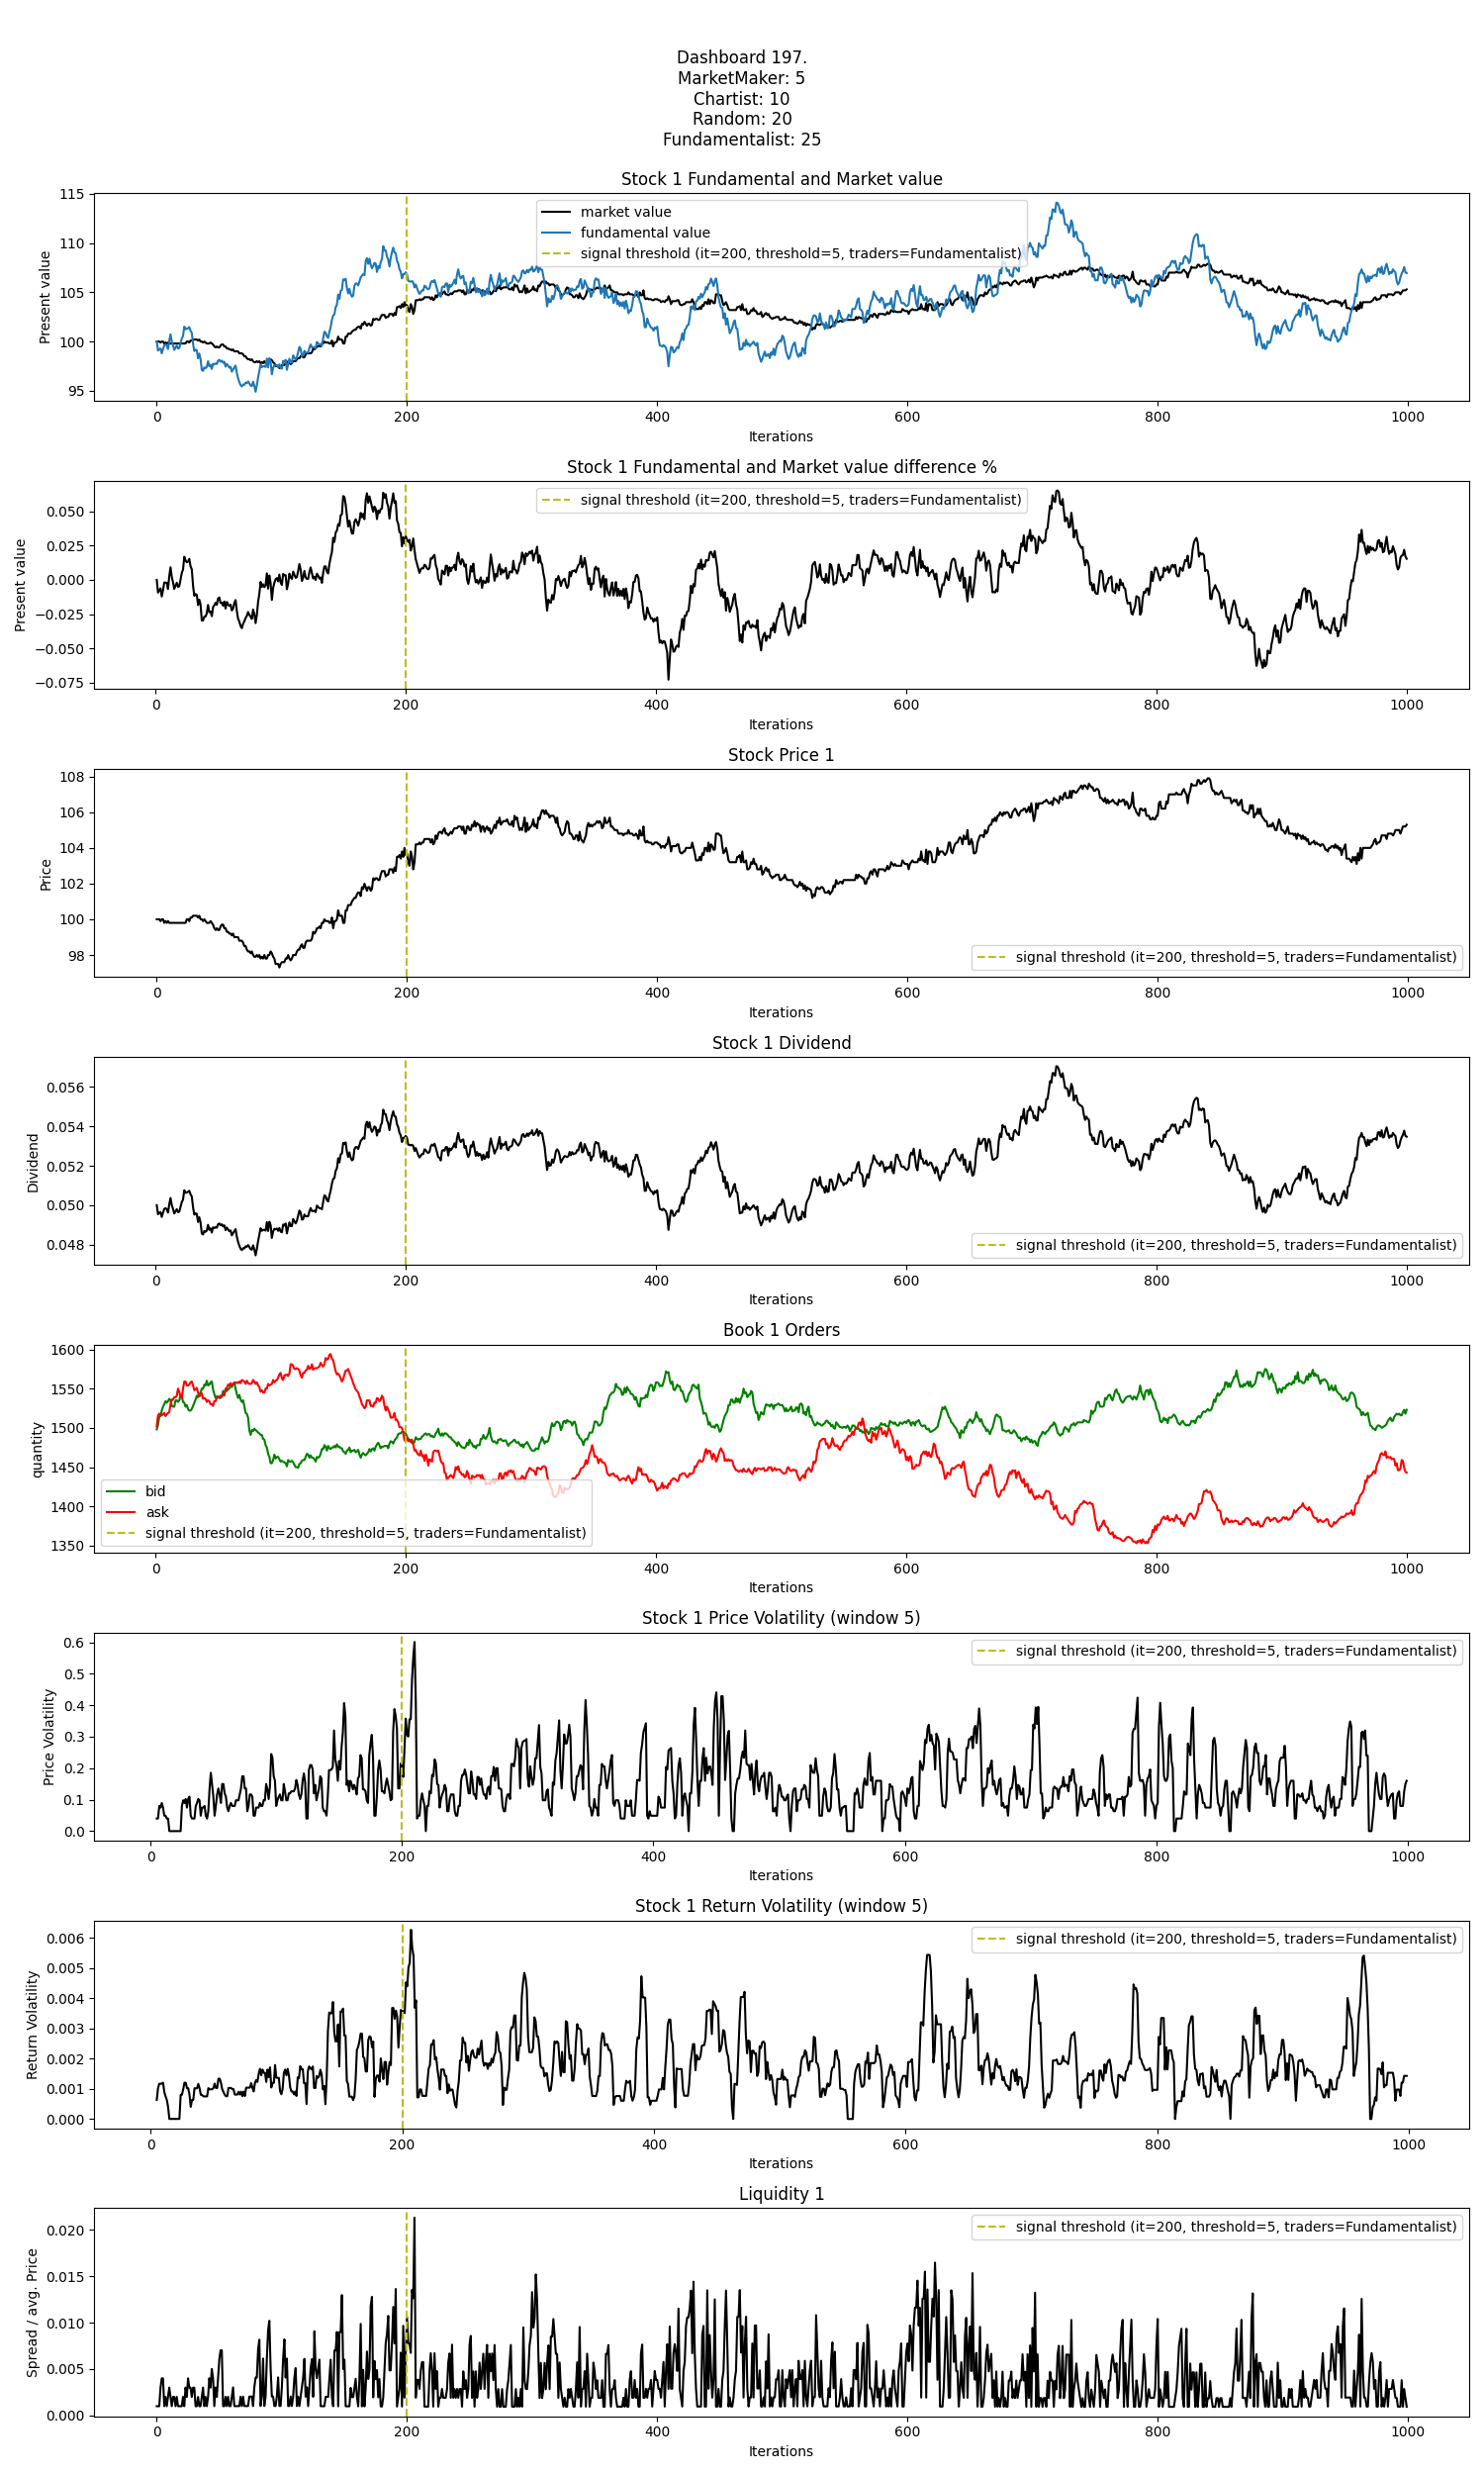 Dashboard 197.
MarketMaker: 5
Chartist: 10
Random: 20
Fundamentalist: 25
Stock 1 Fundamental and Market value
115
110
105
100
95
Present value
market value
fundamental value
signal threshold (it=200, threshold=5, traders=Fundamentalist)
0 200 400 600 800 1000
Iterations
Stock 1 Fundamental and Market value difference %
0.050
0.025
0.000
−0.025
−0.050
−0.075
Present value
signal threshold (it=200, threshold=5, traders=Fundamentalist)
0 200 400 600 800 1000
Iterations
Stock Price 1
108
106
104
102
100
98
Price
signal threshold (it=200, threshold=5, traders=Fundamentalist)
0 200 400 600 800 1000
Iterations
Stock 1 Dividend
0.056
0.054
0.052
0.050
0.048
Dividend
signal threshold (it=200, threshold=5, traders=Fundamentalist)
0 200 400 600 800 1000
Iterations
Book 1 Orders
1600
1550
1500
1450
1400
1350
quantity
bid
ask
signal threshold (it=200, threshold=5, traders=Fundamentalist)
0 200 400 600 800 1000
Iterations
Stock 1 Price Volatility (window 5)
0.6
0.5
0.4
0.3
0.2
0.1
0.0
Price Volatility
signal threshold (it=200, threshold=5, traders=Fundamentalist)
0 200 400 600 800 1000
Iterations
Stock 1 Return Volatility (window 5)
0.006
0.005
0.004
0.003
0.002
0.001
0.000
Return Volatility
signal threshold (it=200, threshold=5, traders=Fundamentalist)
0 200 400 600 800 1000
Iterations
Liquidity 1
0.020
0.015
0.010
0.005
0.000
Spread / avg. Price
signal threshold (it=200, threshold=5, traders=Fundamentalist)
0 200 400 600 800 1000
Iterations